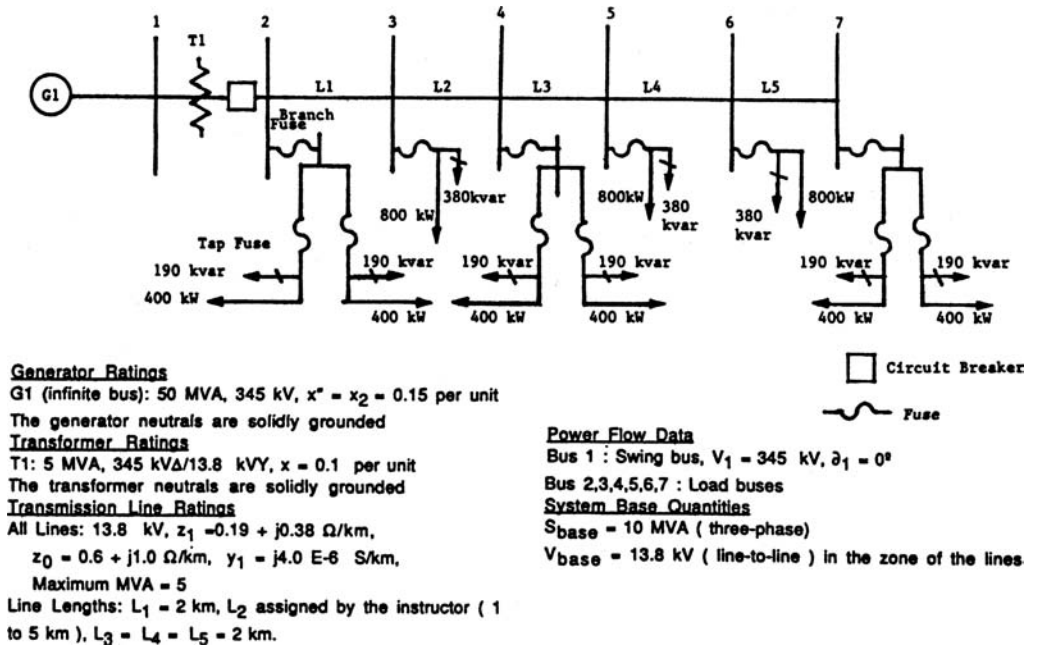 1
2
3
4
5
6
7
T1
G1
L1
L2
L3
L4
L5
Branch
Fuse
380kvar
800 kW
800kW
380
kvar
380
kvar
800kW
Tap Fuse
190 kvar
190 kvar
190 kvar
190 kvar
190 kvar
190 kvar
400 kW
400 kW
400 kW
400 kW
400 kW
400 kW
Circuit Breaker
Fuse
Generator Ratings
G1 (infinite bus): 50 MVA, 345 kV, x" = x2 = 0.15 per unit
The generator neutrals are solidly grounded
Transformer Ratings
T1: 5 MVA, 345 kVΔ/13.8 kVY, x = 0.1 per unit
The transformer neutrals are solidly grounded
Transmission Line Ratings
All Lines: 13.8 kV, z1 =0.19 + j0.38 Ω/km,
z0 = 0.6 + j1.0 Ω/km, y1 = j4.0 E-6 S/km,
Maximum MVA = 5
Line Lengths: L1 = 2 km, L2 assigned by the instructor ( 1
to 5 km ), L3 = L4 = L5 = 2 km.
Power Flow Data
Bus 1 : Swing bus, V1 = 345 kV, ∂1 = 0º
Bus 2,3,4,5,6,7 : Load buses
System Base Quantities
Sbase = 10 MVA ( three-phase)
Vbase = 13.8 kV ( line-to-line ) in the zone of the lines